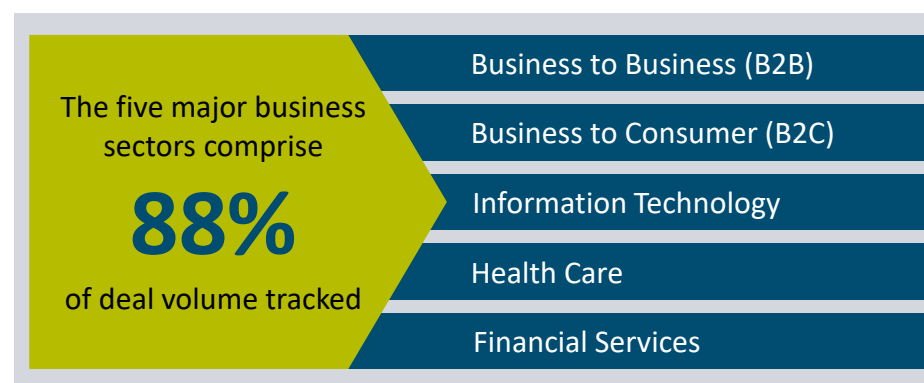 The five major business
sectors comprise
88%
of deal volume tracked
Business to Business (B2B)
Business to Consumer (B2C)
Information Technology
Health Care
Financial Services